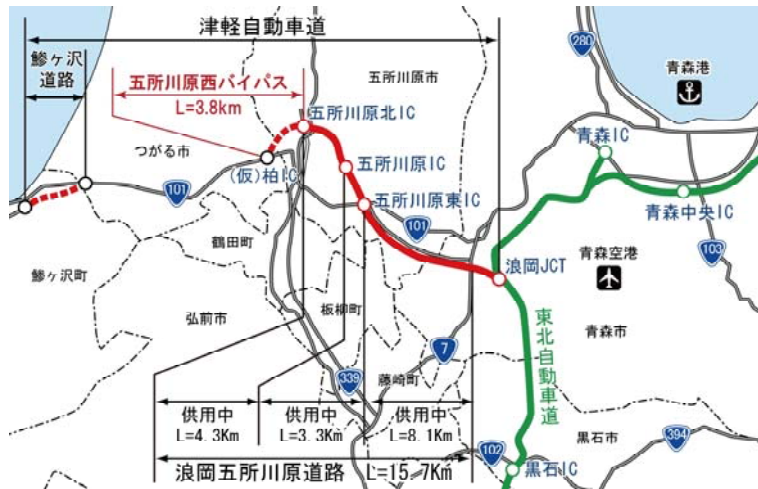 津軽自動車道
鰺ヶ沢
道路
五所川原西バイパス
L=3.8km
五所川原市
280
青森港
五所川原北IC
つがる市
(仮)柏IC
五所川原IC
青森IC
101
五所川原東IC
101
青森中央IC
鶴田町
103
鰺ヶ沢町
浪岡JCT
青森空港
弘前市
板柳町
東北自動車道
青森市
7
339
藤崎町
供用中
L=4.3Km
供用中
L=3.3Km
供用中
L=8.1Km
浪岡五所川原道路 L=15.7Km
102
黒石IC
黒石市
394